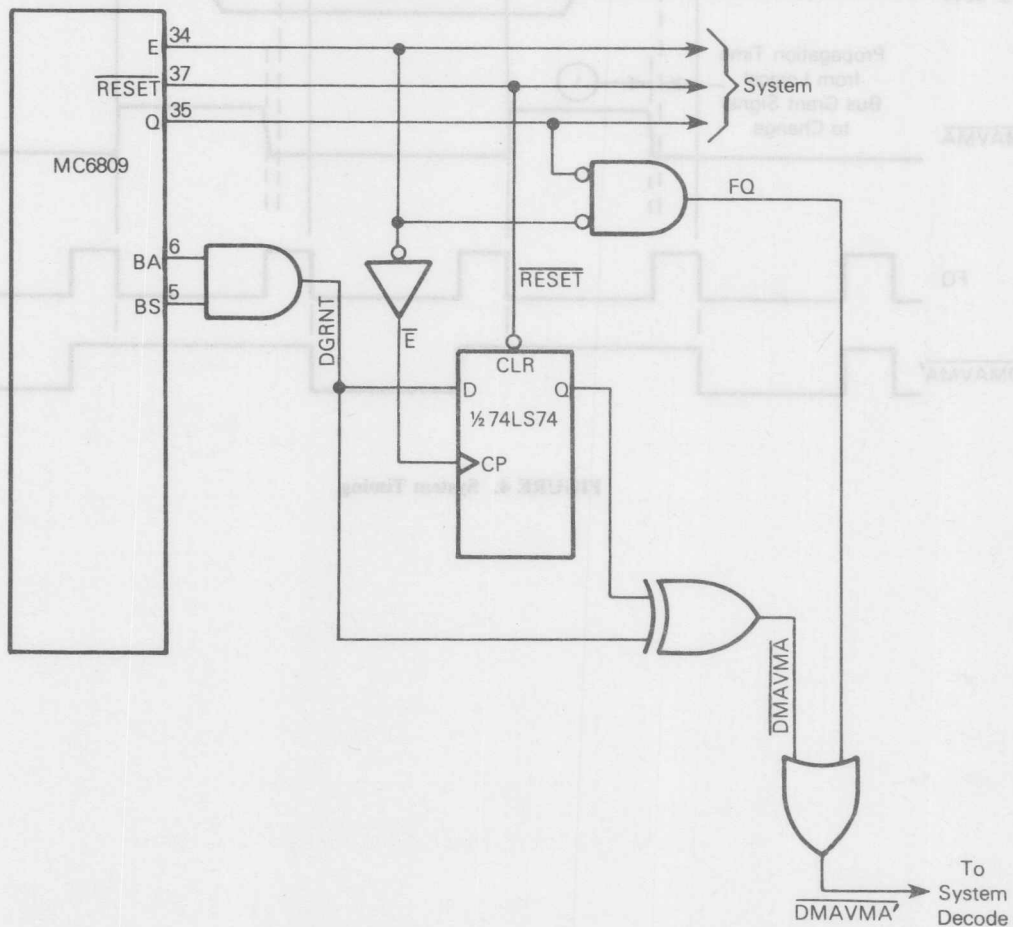 E 34
RESET 37
Q 35
System
MC6809
FQ
BA 6
BS 5
RESET
DGRNT
E
CLR
D Q
½ 74LS74
CP
DMAVMA
To
System
Decode
DMAVMA′
Propagation Time
from
Bus Grant Signal
to Change
DMAVMA
FQ
DMAVMA′
FIGURE 4. System Timing